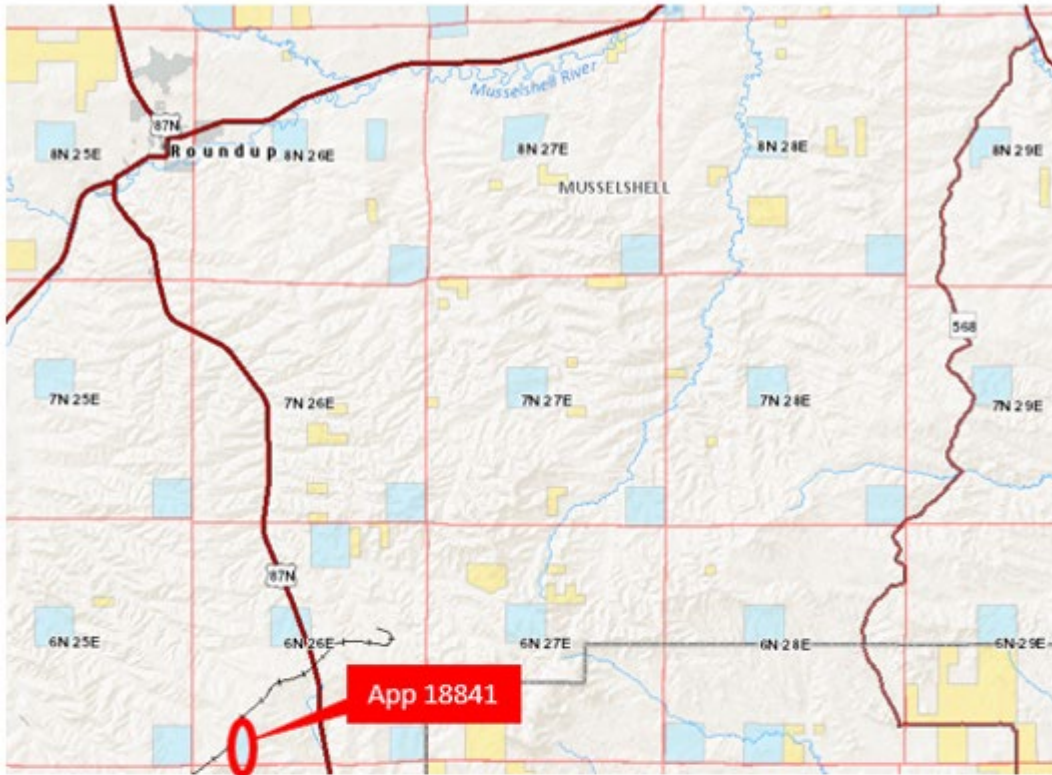 87N
Musselshell River
Roundup
8N 25E
8N 26E
8N 27E
8N 28E
8N 29E
MUSSELSHELL
568
7N 25E
7N 26E
7N 27E
7N 28E
7N 29E
87N
6N 25E
6N 26E
6N 27E
6N 28E
6N 29E
App 18841